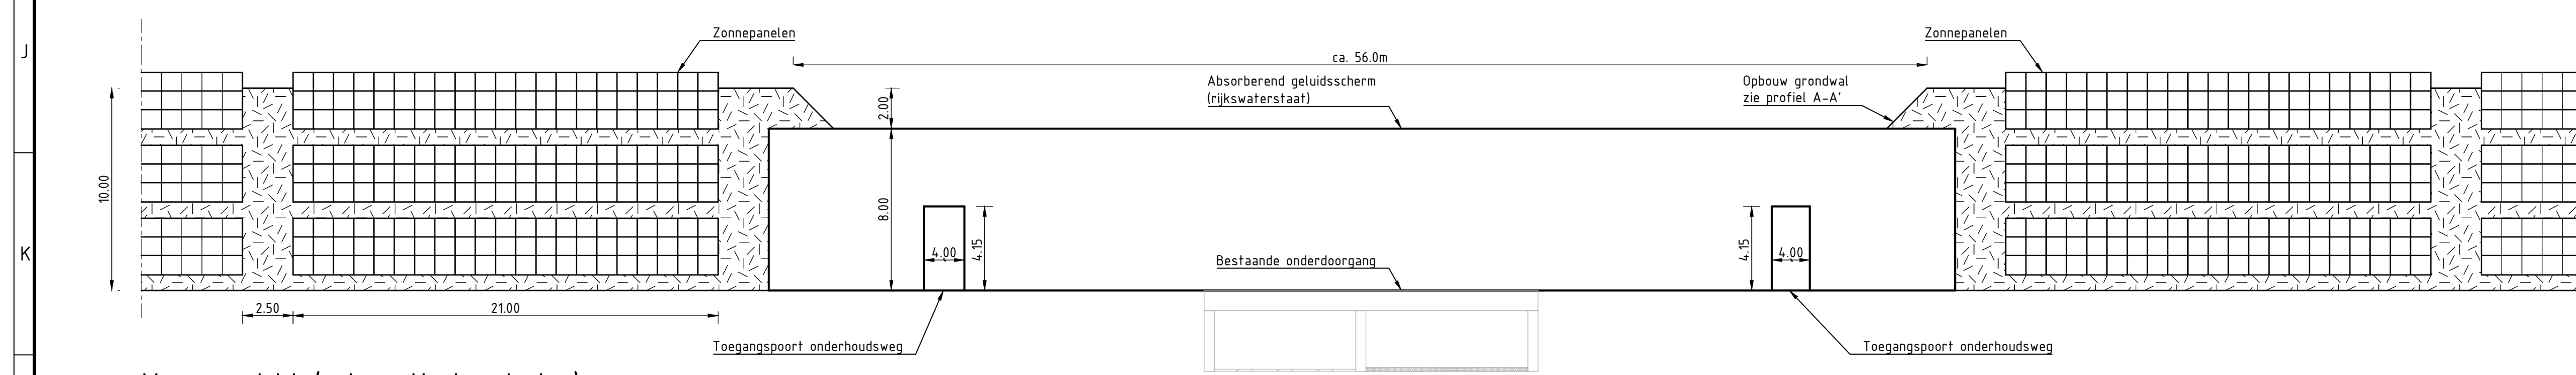 J
Zonnepanelen
Zonnepanelen
ca. 56.0m
Absorberend geluidsscherm
(rijkswaterstaat)
Opbouw grondwal
zie profiel A-A'
2.00
10.00
8.00
4.00
4.15
4.15
4.00
K
Bestaande onderdoorgang
2.50
21.00
Toegangspoort onderhoudsweg
Toegangspoort onderhoudsweg